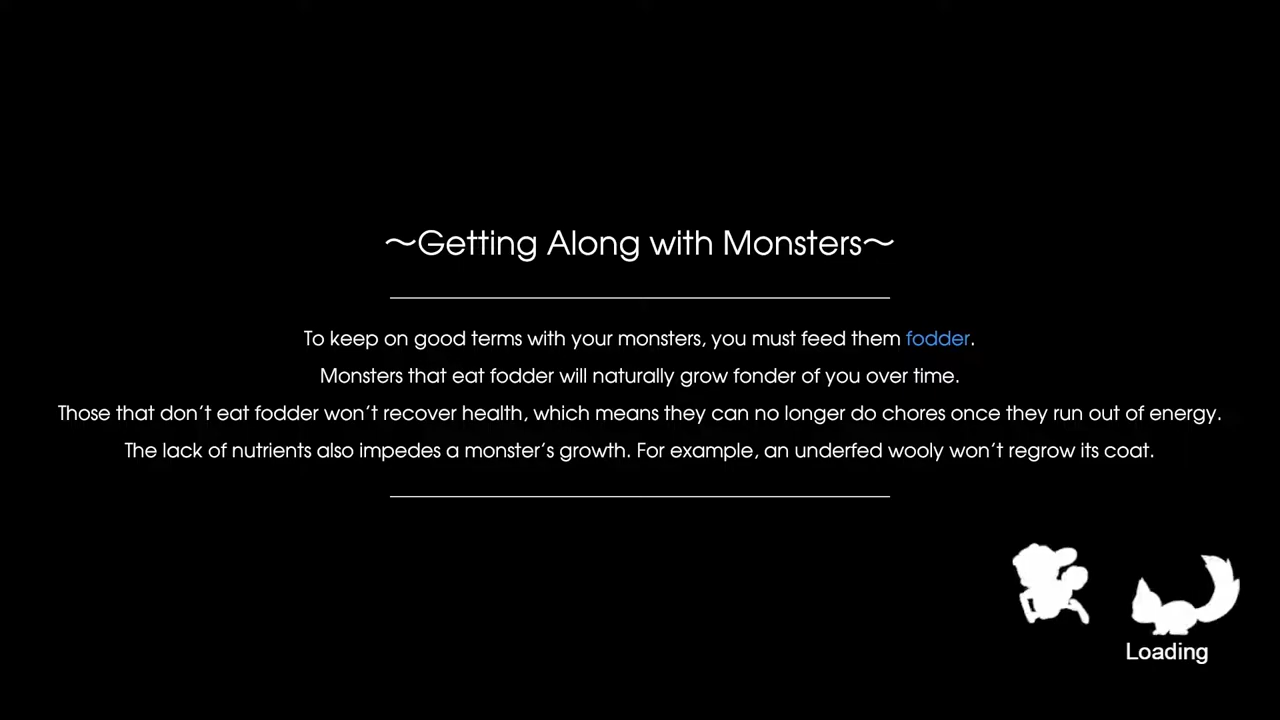 ～Getting Along with Monsters～
To keep on good terms with your monsters, you must feed them fodder.
Monsters that eat fodder will naturally grow fonder of you over time.
Those that don’t eat fodder won’t recover health, which means they can no longer do chores once they run out of energy.
The lack of nutrients also impedes a monster’s growth. For example, an underfed wooly won’t regrow its coat.
Loading